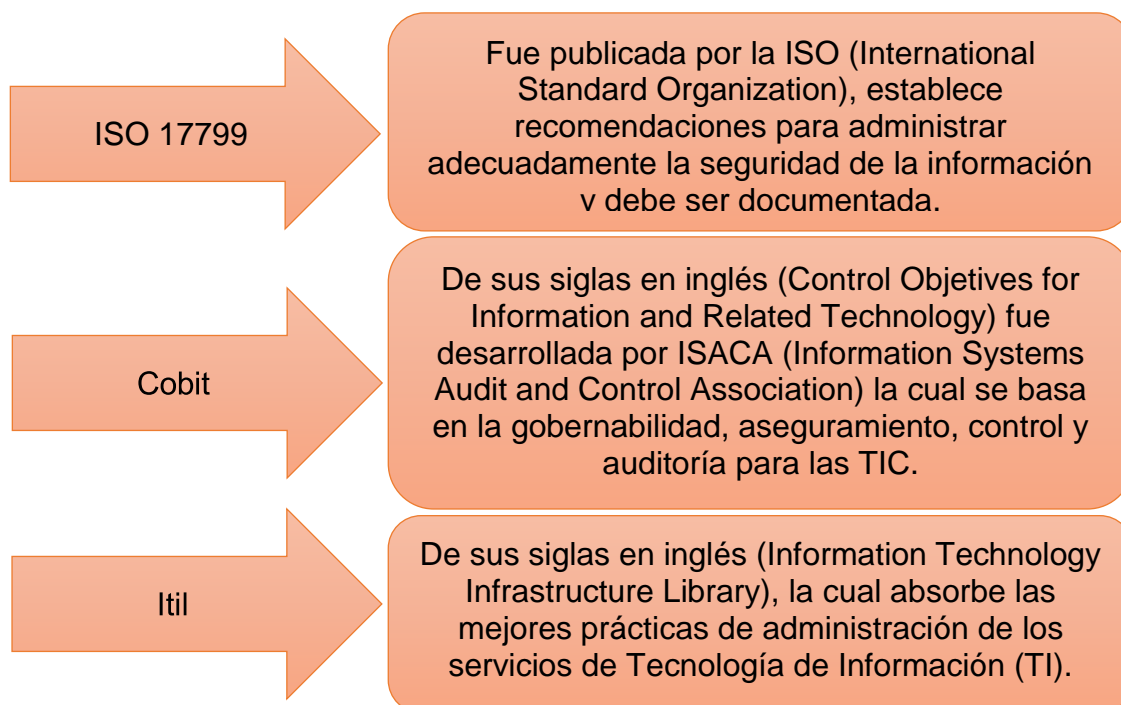 ISO 17799
Fue publicada por la ISO (International
Standard Organization), establece
recomendaciones para administrar
adecuadamente la seguridad de la información
y debe ser documentada.
Cobit
De sus siglas en inglés (Control Objetives for
Information and Related Technology) fue
desarrollada por ISACA (Information Systems
Audit and Control Association) la cual se basa
en la gobernabilidad, aseguramiento, control y
auditoría para las TIC.
Itil
De sus siglas en inglés (Information Technology
Infrastructure Library), la cual absorbe las
mejores prácticas de administración de los
servicios de Tecnología de Información (TI).